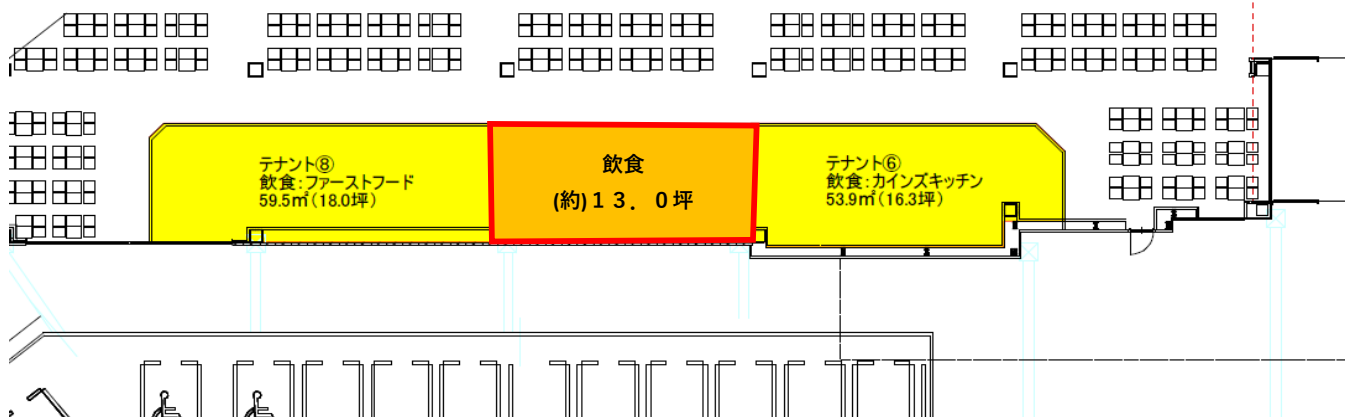 テナント⑧
飲食:ファーストフード
59.5㎡(18.0坪)
飲食
(約)13．0坪
テナント⑥
飲食:カインズキッチン
53.9㎡(16.3坪)